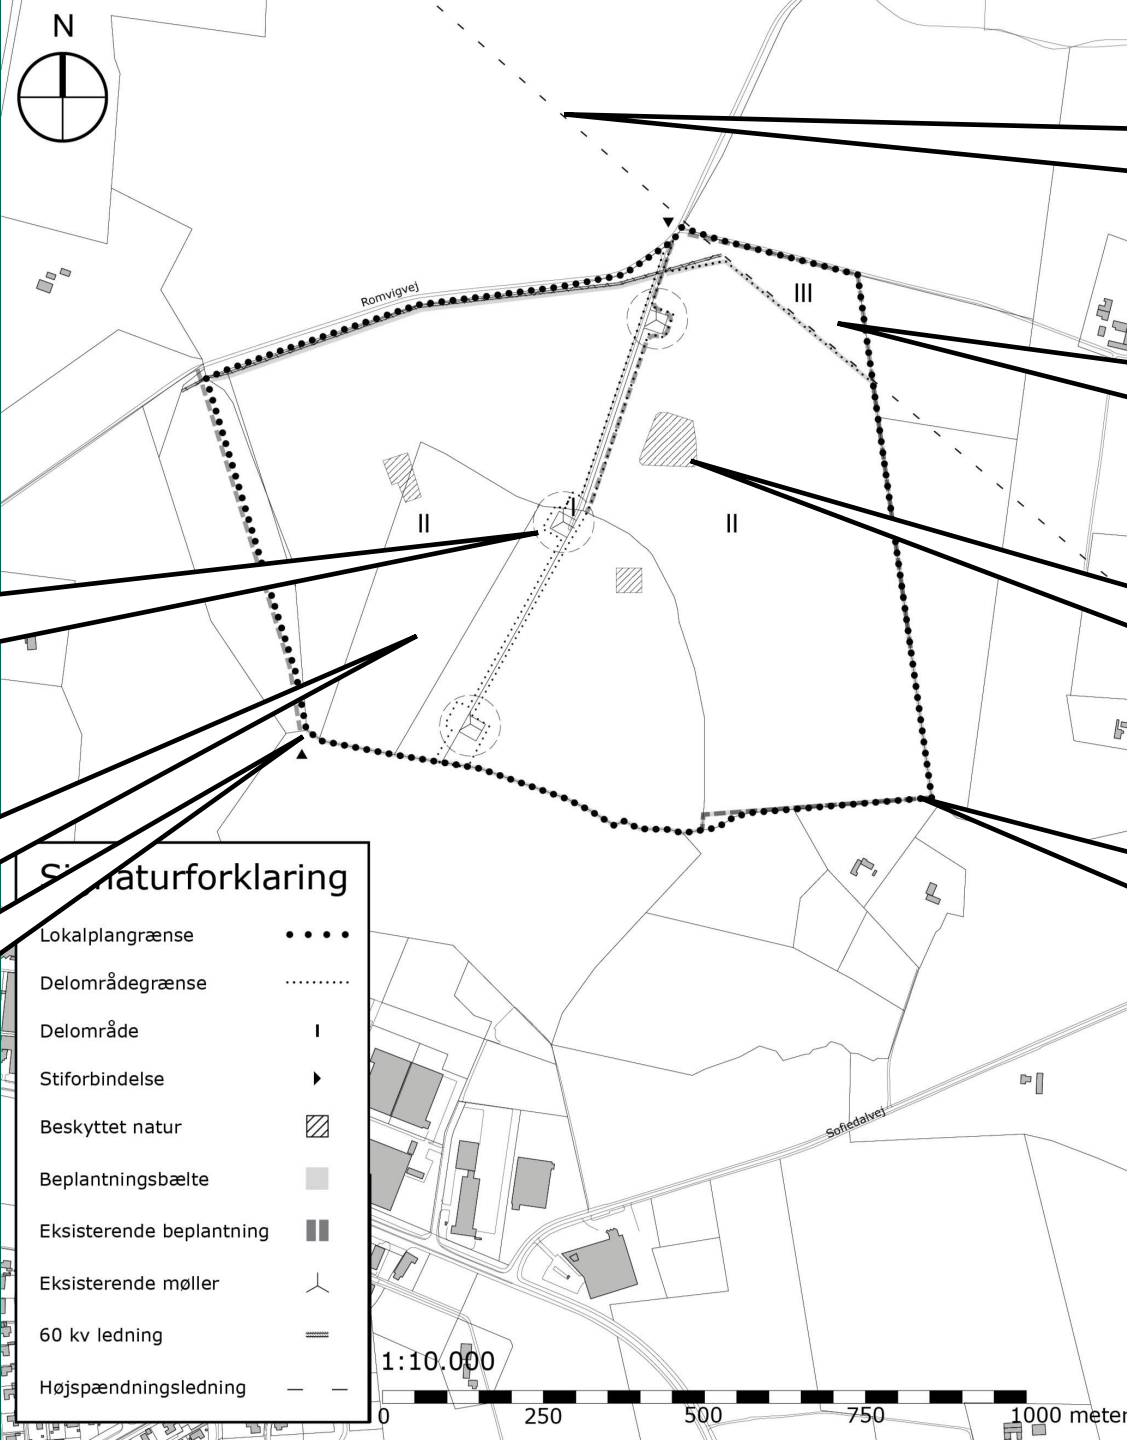 N
Romvigvej
III
II
I
II
Signaturforklaring
Lokalplangrænse
Delområdegrænse
Delområde I
Stiforbindelse
Beskyttet natur
Beplantningsbælte
Eksisterende beplantning
Eksisterende møller
60 kv ledning
Højspændningsledning
Sofiedalvej
1:10.000
0 250 500 750 1000 meter